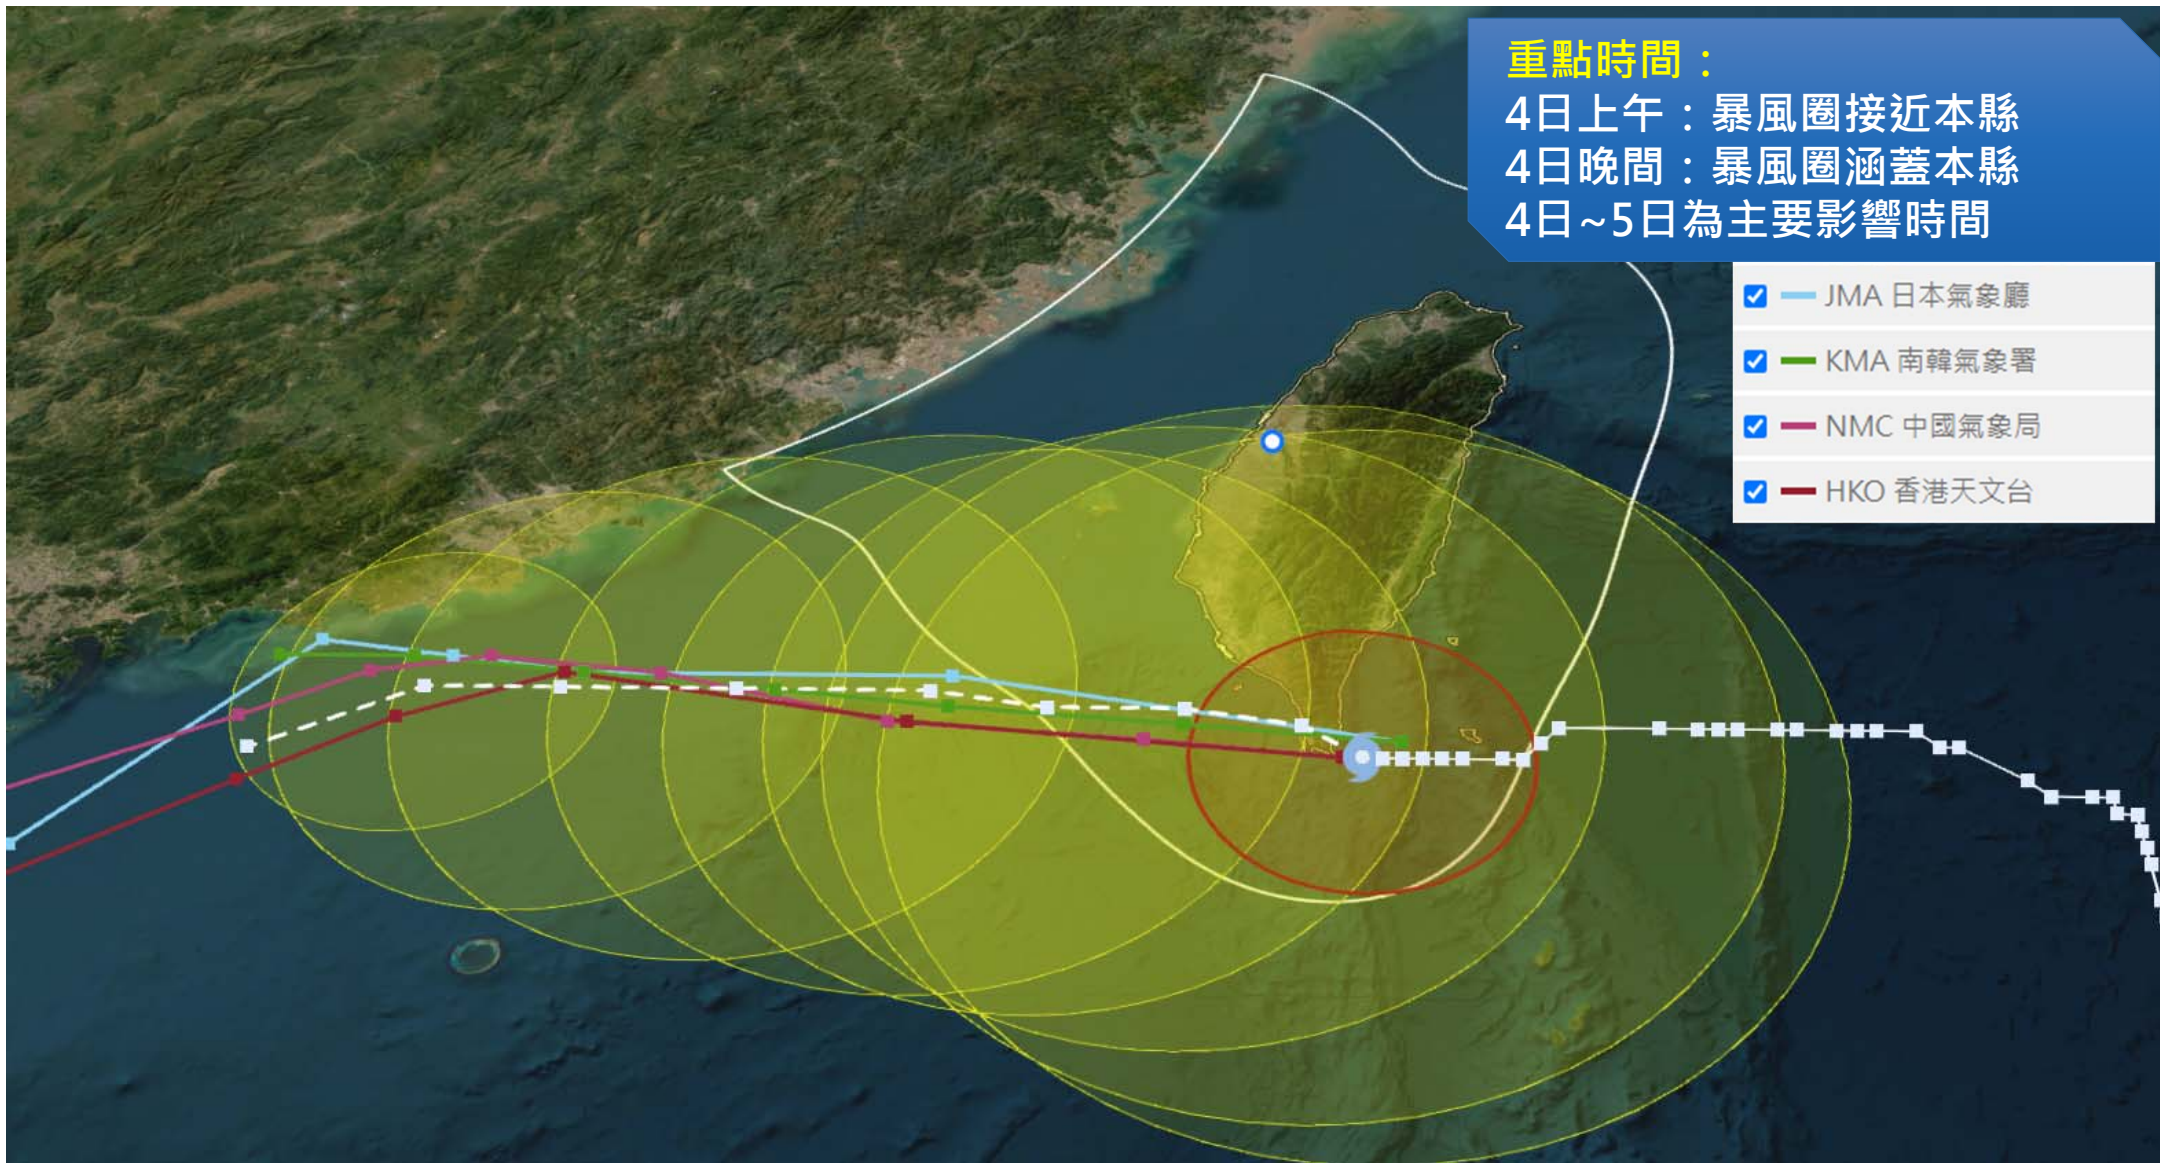 重點時間：
4日上午：暴風圈接近本縣
4日晚間：暴風圈涵蓋本縣
4日~5日為主要影響時間
JMA 日本氣象廳
KMA 南韓氣象署
NMC 中國氣象局
HKO 香港天文台